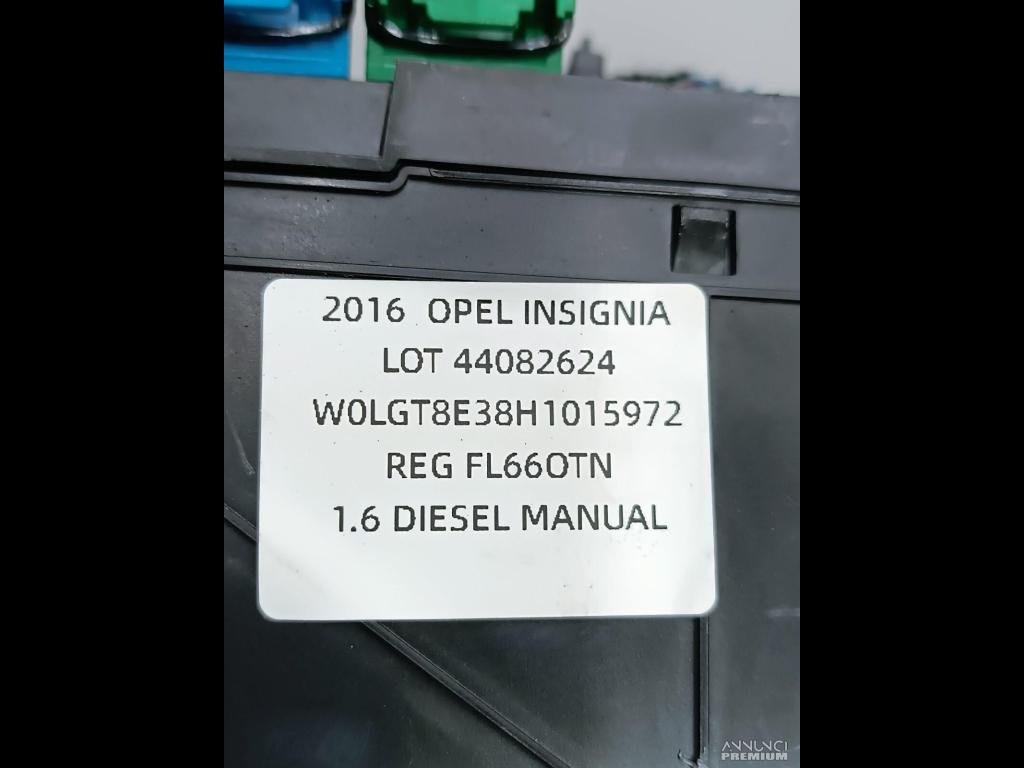 2016 OPEL INSIGNIA
LOT 44082624
W0LGT8E38H1015972
REG FL66OTN
1.6 DIESEL MANUAL
ANNUNCI
PREMIUM